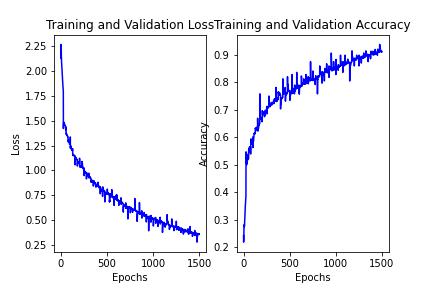 Training and Validation Loss
2.25
2.00
1.75
1.50
1.25
1.00
0.75
0.50
0.25
Loss
0 500 1000 1500
Epochs
Training and Validation Accuracy
0.9
0.8
0.7
0.6
0.5
0.4
0.3
0.2
Accuracy
0 500 1000 1500
Epochs